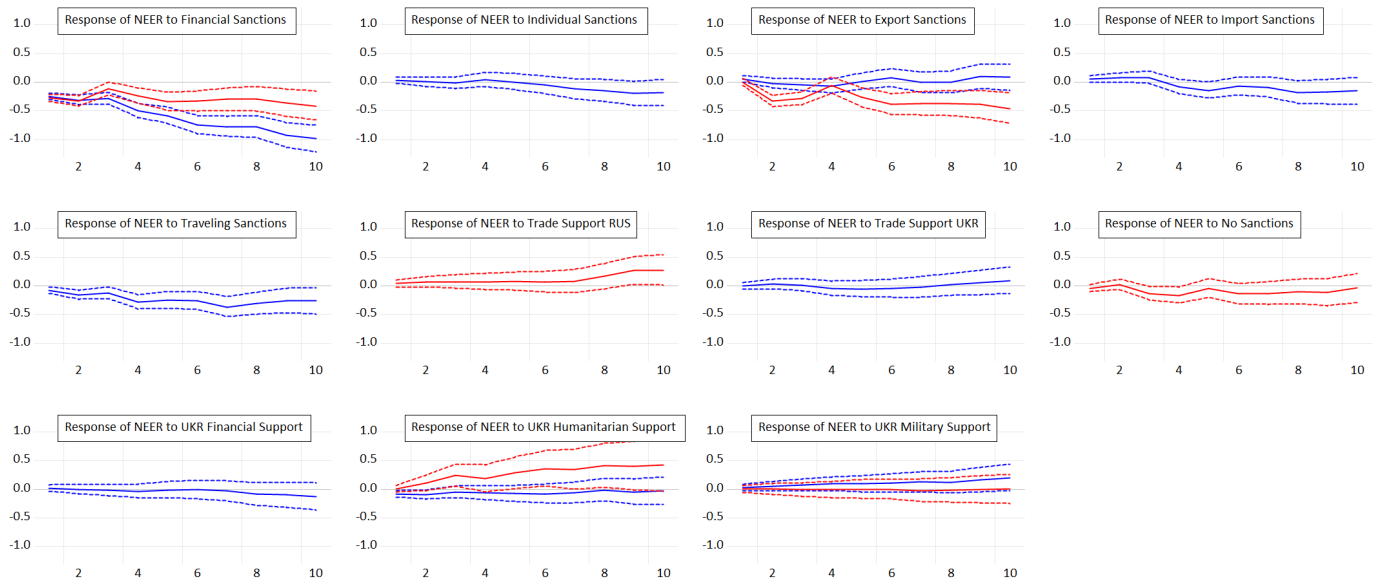 Response of NEER to Financial Sanctions
1.0
0.5
0.0
-0.5
-1.0
2 4 6 8 10
Response of NEER to Individual Sanctions
1.0
0.5
0.0
-0.5
-1.0
2 4 6 8 10
Response of NEER to Export Sanctions
1.0
0.5
0.0
-0.5
-1.0
2 4 6 8 10
Response of NEER to Import Sanctions
1.0
0.5
0.0
-0.5
-1.0
2 4 6 8 10
Response of NEER to Traveling Sanctions
1.0
0.5
0.0
-0.5
-1.0
2 4 6 8 10
Response of NEER to Trade Support RUS
1.0
0.5
0.0
-0.5
-1.0
2 4 6 8 10
Response of NEER to Trade Support UKR
1.0
0.5
0.0
-0.5
-1.0
2 4 6 8 10
Response of NEER to No Sanctions
1.0
0.5
0.0
-0.5
-1.0
2 4 6 8 10
Response of NEER to UKR Financial Support
1.0
0.5
0.0
-0.5
-1.0
2 4 6 8 10
Response of NEER to UKR Humanitarian Support
1.0
0.5
0.0
-0.5
-1.0
2 4 6 8 10
Response of NEER to UKR Military Support
1.0
0.5
0.0
-0.5
-1.0
2 4 6 8 10